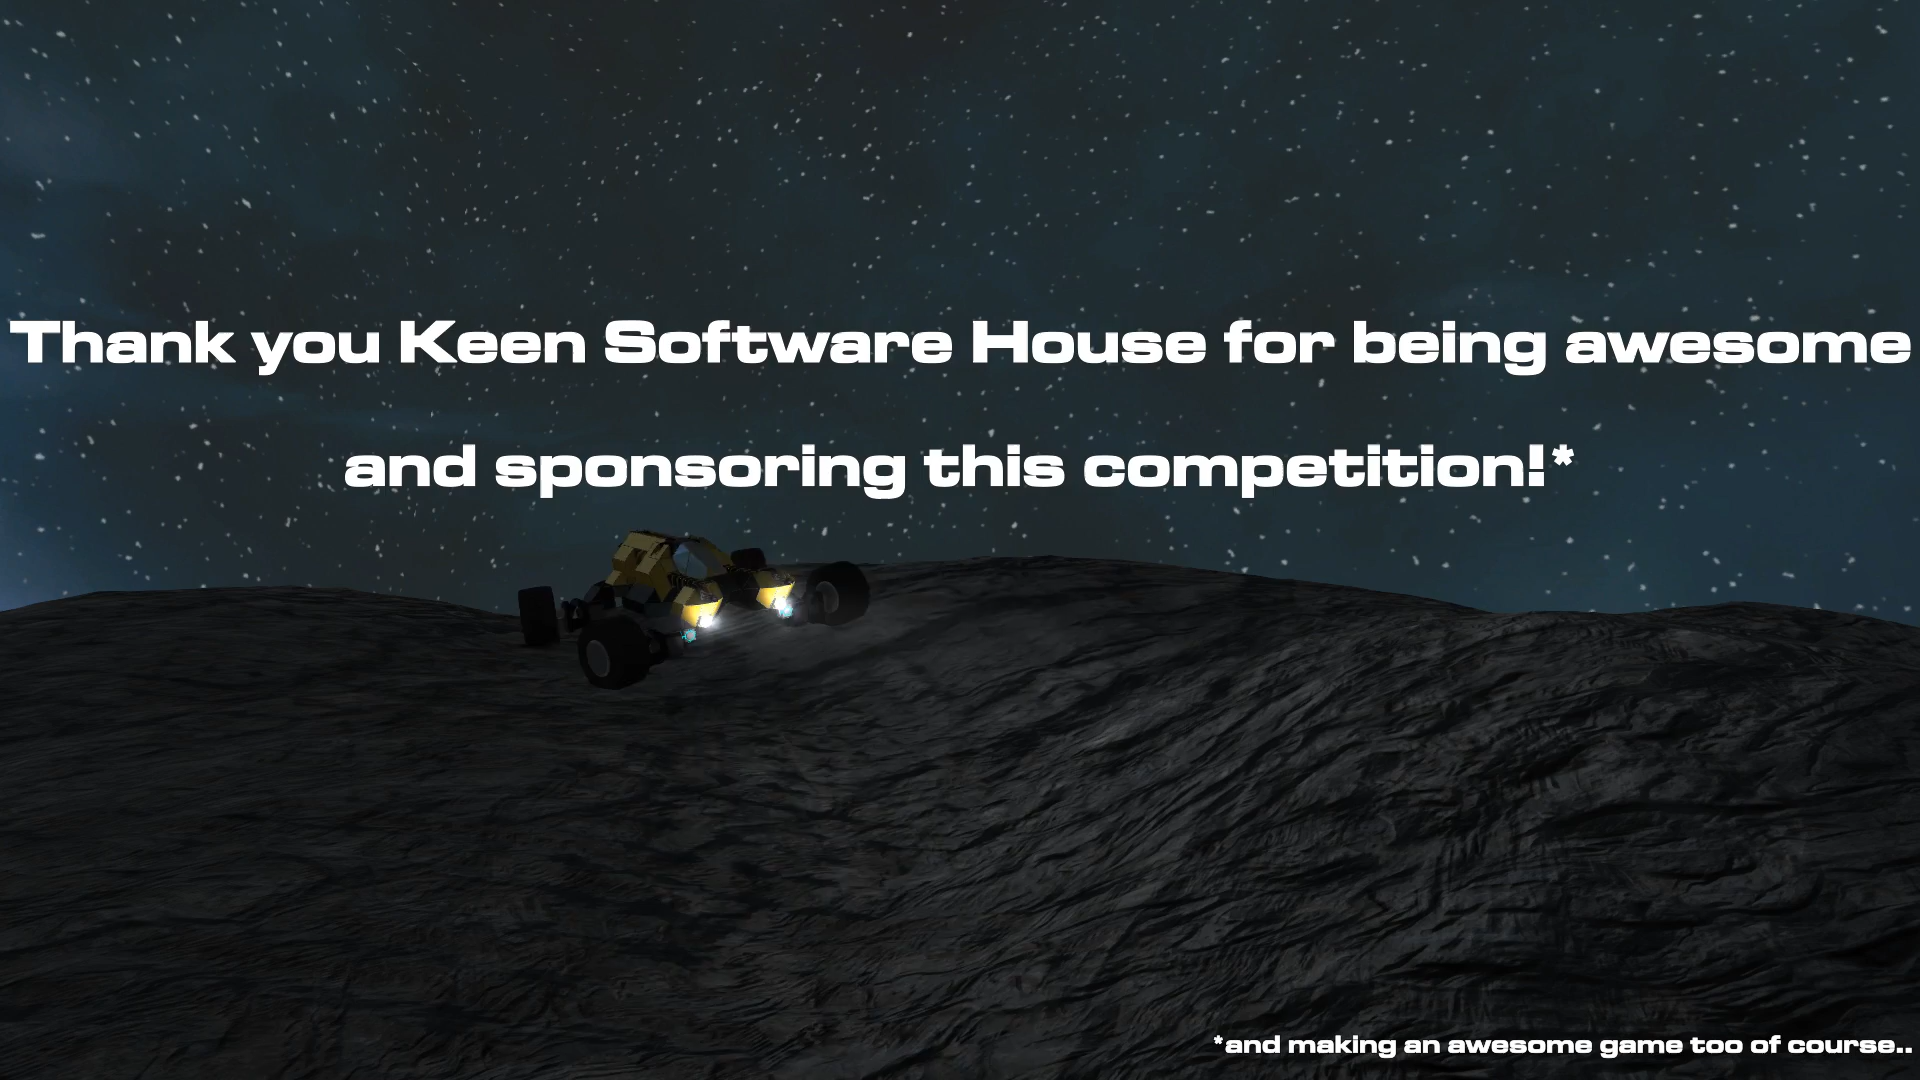 Thank you Keen Software House for being awesome
and sponsoring this competition!*
*and making an awesome game too of course..